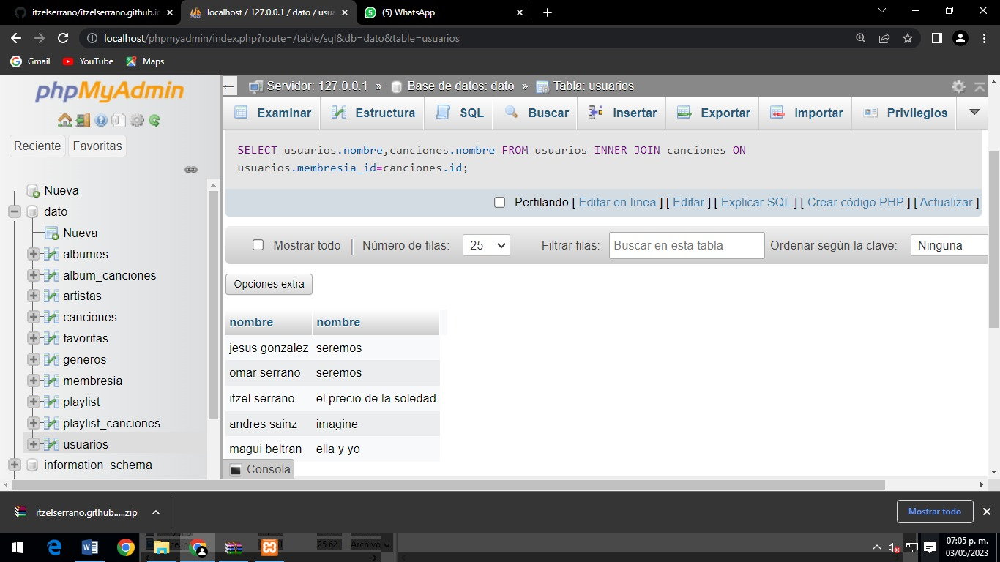 itzelserrano/itzelserrano.github.io
localhost / 127.0.0.1 / dato / usua
(5) WhatsApp
localhost/phpmyadmin/index.php?route=/table/sql&db=dato&table=usuarios
Gmail
YouTube
Maps
phpMyAdmin
Reciente
Favoritas
Nueva
dato
Nueva
albumes
album_canciones
artistas
canciones
favoritas
generos
membresia
playlist
playlist_canciones
usuarios
information_schema
Servidor: 127.0.0.1 » Base de datos: dato » Tabla: usuarios
Examinar Estructura SQL Buscar Insertar Exportar Importar Privilegios
SELECT usuarios.nombre,canciones.nombre FROM usuarios INNER JOIN canciones ON
usuarios.membresia_id=canciones.id;
Perfilando [ Editar en línea ] [ Editar ] [ Explicar SQL ] [ Crear código PHP ] [ Actualizar ]
Mostrar todo | Número de filas: 25 Filtrar filas: Buscar en esta tabla Ordenar según la clave: Ninguna
Opciones extra
nombre nombre
jesus gonzalez seremos
omar serrano seremos
itzel serrano el precio de la soledad
andres sainz imagine
magui beltran ella y yo
Consola
itzelserrano.github.....zip
Mostrar todo
25,621 Archivo
07:05 p. m.
03/05/2023